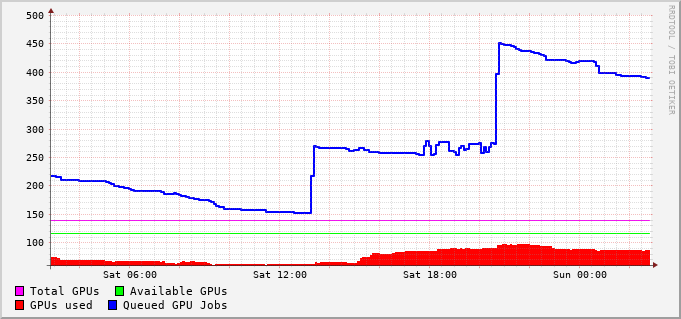 500
450
400
350
300
250
200
150
100
Sat 06:00 Sat 12:00 Sat 18:00 Sun 00:00
Total GPUs Available GPUs
GPUs used Queued GPU Jobs
RRDTOOL / TOBI OETIKER